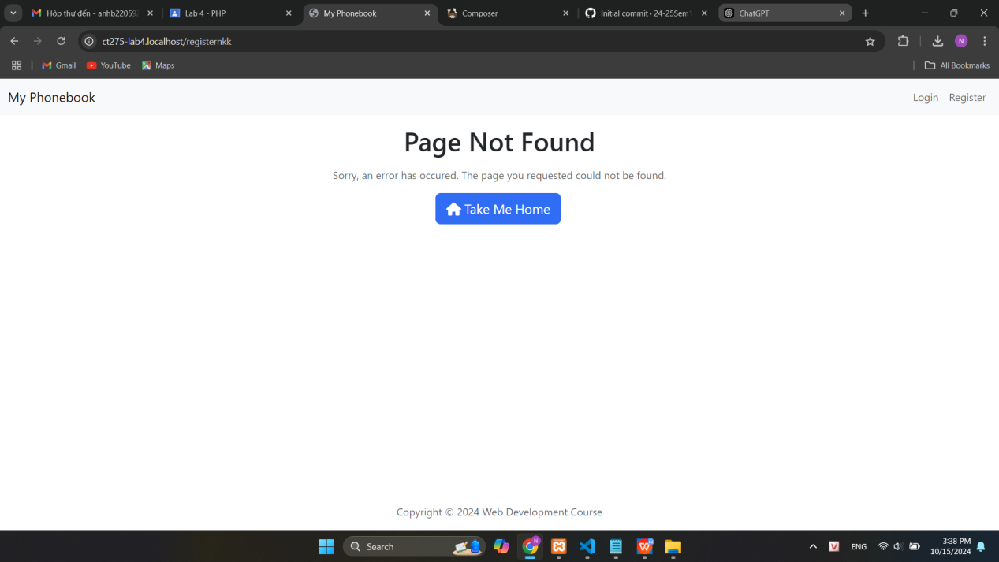 Hộp thư đến - anhb22059
Lab 4 - PHP
My Phonebook
Composer
Initial commit · 24-25Sem1
ChatGPT
ct275-lab4.localhost/registernkk
N
Gmail
YouTube
Maps
All Bookmarks
My Phonebook
Login
Register
Page Not Found
Sorry, an error has occured. The page you requested could not be found.
Take Me Home
Copyright © 2024 Web Development Course
Search
N
V
ENG
3:38 PM
10/15/2024